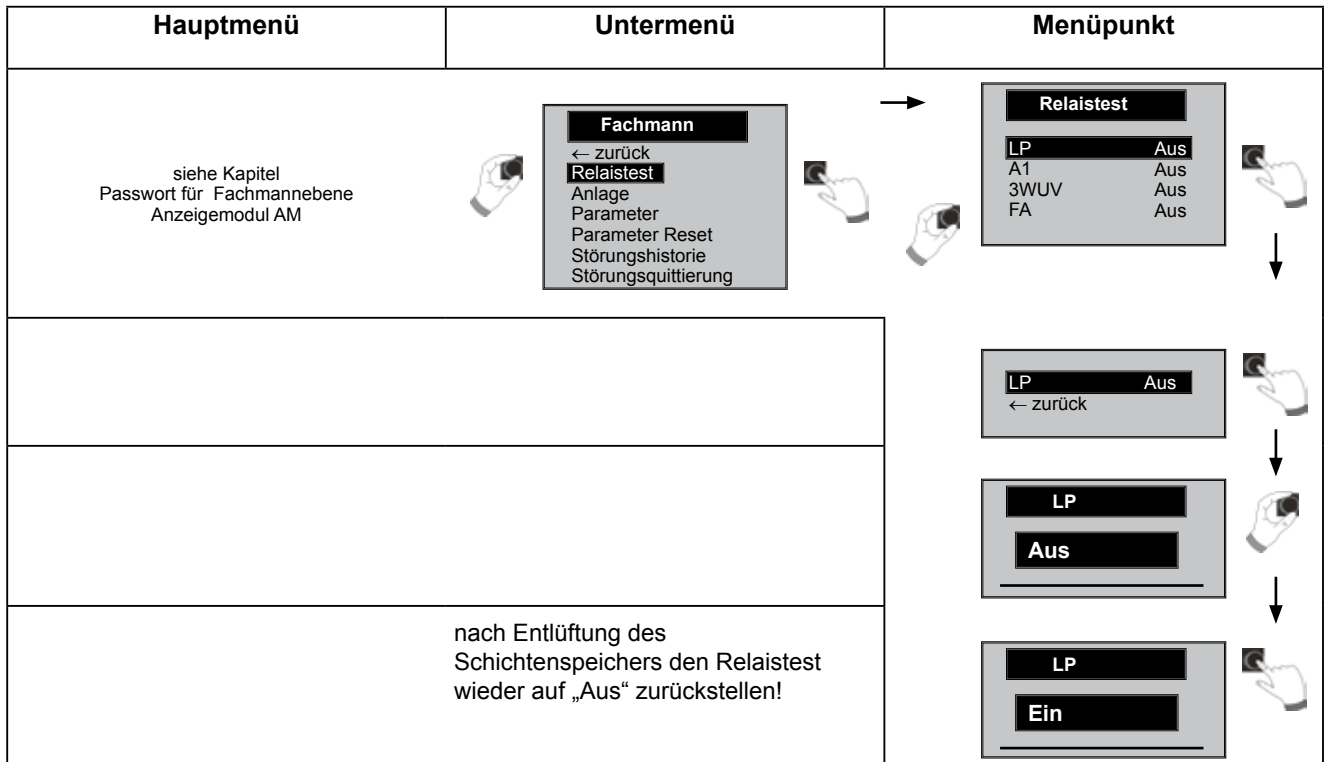 Hauptmenü
Untermenü
Menüpunkt
siehe Kapitel
Passwort für Fachmannebene
Anzeigemodul AM
Fachmann
← zurück
Relaistest
Anlage
Parameter
Parameter Reset
Störungshistorie
Störungsquittierung
Relaistest
LP Aus
A1 Aus
3WUV Aus
FA Aus
LP Aus
← zurück
LP
Aus
nach Entlüftung des
Schichtenspeichers den Relaistest
wieder auf „Aus“ zurückstellen!
LP
Ein